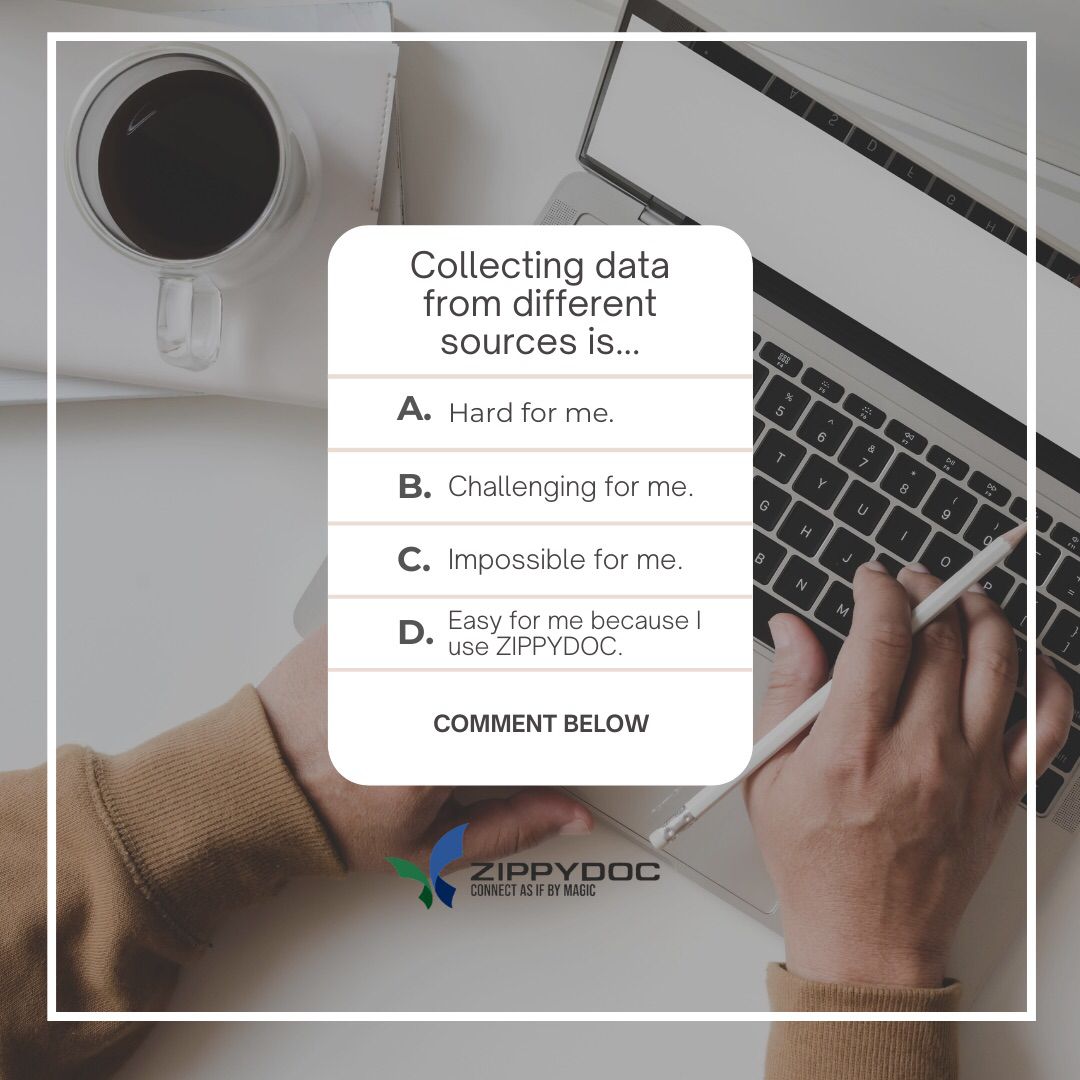 Collecting data
from different
sources is...
A. Hard for me.
B. Challenging for me.
C. Impossible for me.
D. Easy for me because I
use ZIPPYDOC.
COMMENT BELOW
ZIPPYDOC
CONNECT AS IF BY MAGIC